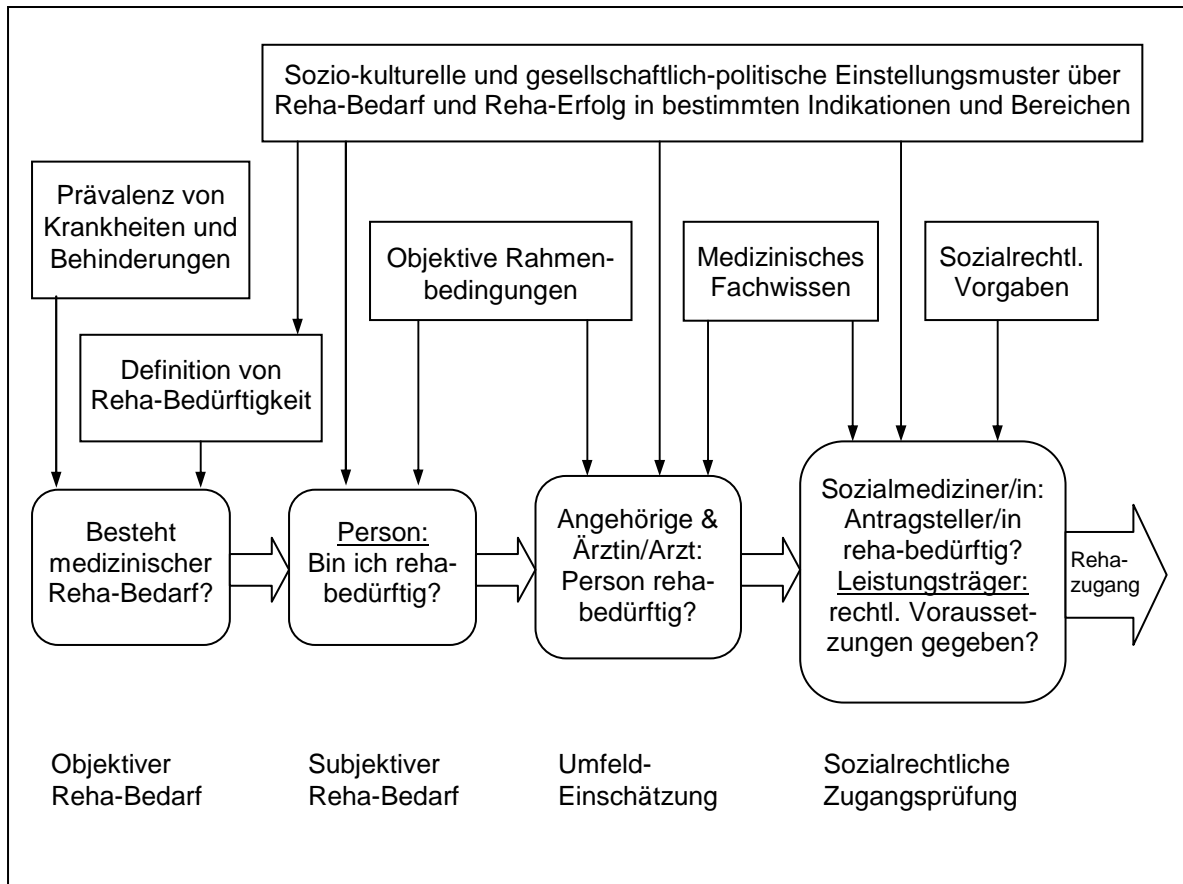 Sozio-kulturelle und gesellschaftlich-politische Einstellungsmuster über
Reha-Bedarf und Reha-Erfolg in bestimmten Indikationen und Bereichen
Prävalenz von
Krankheiten und
Behinderungen
Objektive Rahmen-
bedingungen
Medizinisches
Fachwissen
Sozialrechtl.
Vorgaben
Definition von
Reha-Bedürftigkeit
Besteht
medizinischer
Reha-Bedarf?
Person:
Bin ich reha-
bedürftig?
Angehörige &
Ärztin/Arzt:
Person reha-
bedürftig?
Sozialmediziner/in:
Antragsteller/in
reha-bedürftig?
Leistungsträger:
rechtl. Vorausset-
zungen gegeben?
Reha-
zugang
Objektiver
Reha-Bedarf
Subjektiver
Reha-Bedarf
Umfeld-
Einschätzung
Sozialrechtliche
Zugangsprüfung